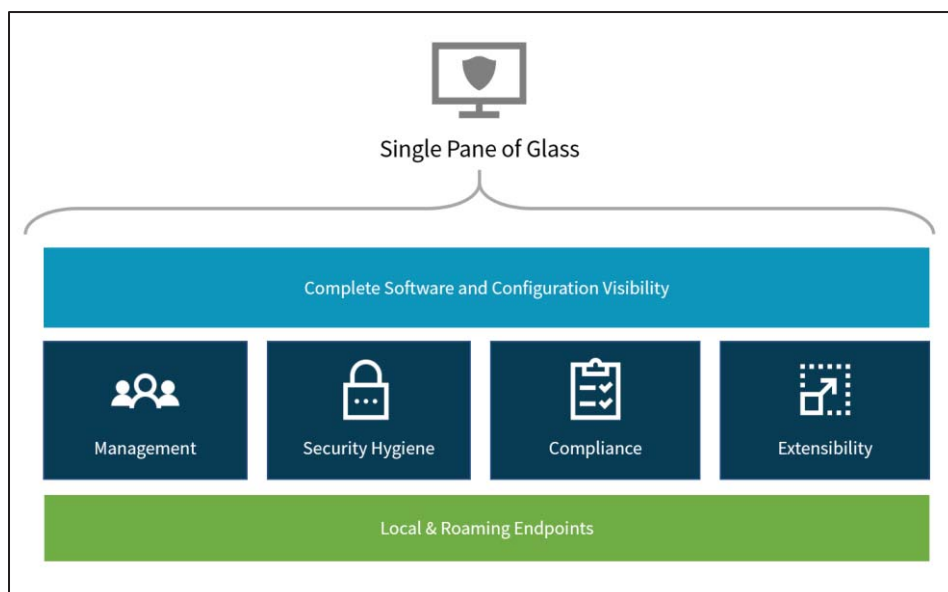 Single Pane of Glass
Complete Software and Configuration Visibility
Management
Security Hygiene
Compliance
Extensibility
Local & Roaming Endpoints